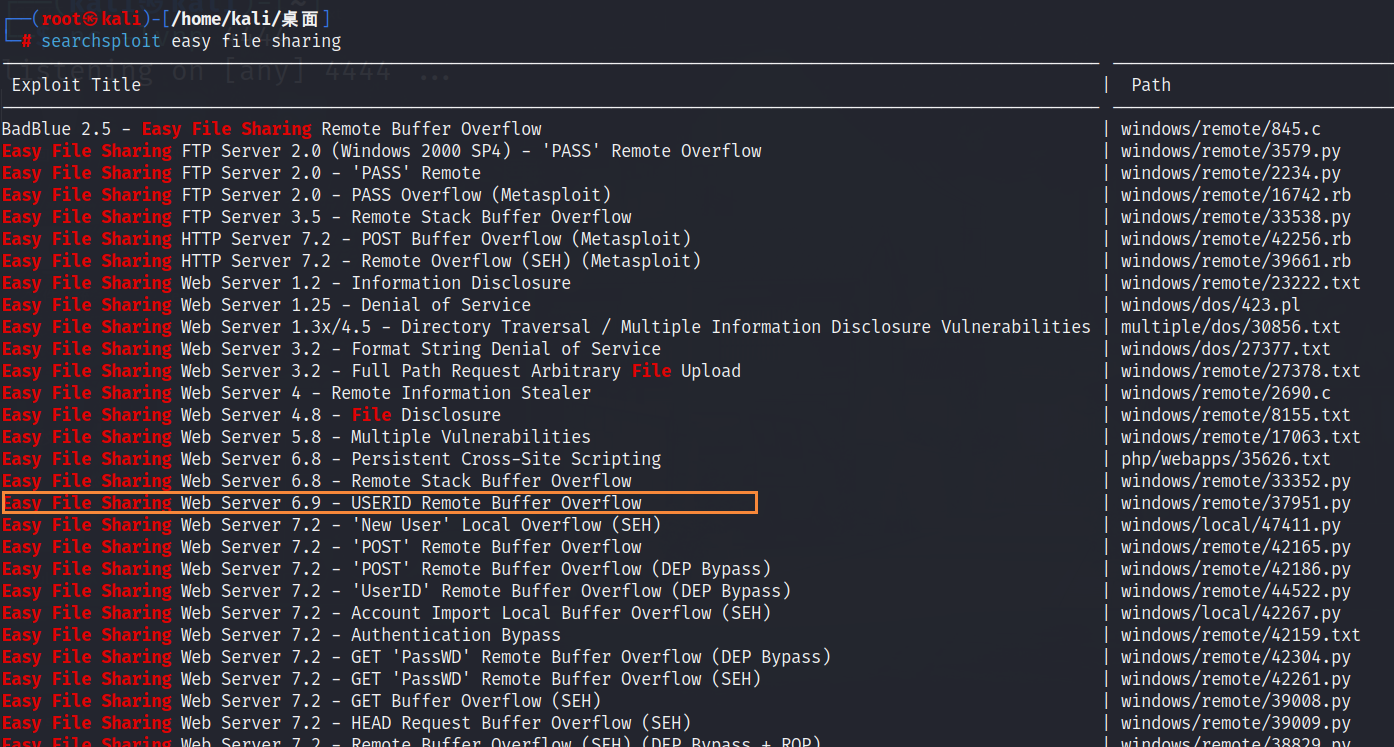 ┌──(root㉿kali)-[/home/kali/桌面]
└─# searchsploit easy file sharing
listening on [any] 4444 ...
Exploit Title | Path
BadBlue 2.5 - Easy File Sharing Remote Buffer Overflow | windows/remote/845.c
Easy File Sharing FTP Server 2.0 (Windows 2000 SP4) - 'PASS' Remote Overflow | windows/remote/3579.py
Easy File Sharing FTP Server 2.0 - 'PASS' Remote | windows/remote/2234.py
Easy File Sharing FTP Server 2.0 - PASS Overflow (Metasploit) | windows/remote/16742.rb
Easy File Sharing FTP Server 3.5 - Remote Stack Buffer Overflow | windows/remote/33538.py
Easy File Sharing HTTP Server 7.2 - POST Buffer Overflow (Metasploit) | windows/remote/42256.rb
Easy File Sharing HTTP Server 7.2 - Remote Overflow (SEH) (Metasploit) | windows/remote/39661.rb
Easy File Sharing Web Server 1.2 - Information Disclosure | windows/remote/23222.txt
Easy File Sharing Web Server 1.25 - Denial of Service | windows/dos/423.pl
Easy File Sharing Web Server 1.3x/4.5 - Directory Traversal / Multiple Information Disclosure Vulnerabilities | multiple/dos/30856.txt
Easy File Sharing Web Server 3.2 - Format String Denial of Service | windows/dos/27377.txt
Easy File Sharing Web Server 3.2 - Full Path Request Arbitrary File Upload | windows/remote/27378.txt
Easy File Sharing Web Server 4 - Remote Information Stealer | windows/remote/2690.c
Easy File Sharing Web Server 4.8 - File Disclosure | windows/remote/8155.txt
Easy File Sharing Web Server 5.8 - Multiple Vulnerabilities | windows/remote/17063.txt
Easy File Sharing Web Server 6.8 - Persistent Cross-Site Scripting | php/webapps/35626.txt
Easy File Sharing Web Server 6.8 - Remote Stack Buffer Overflow | windows/remote/33352.py
Easy File Sharing Web Server 6.9 - USERID Remote Buffer Overflow | windows/remote/37951.py
Easy File Sharing Web Server 7.2 - 'New User' Local Overflow (SEH) | windows/local/47411.py
Easy File Sharing Web Server 7.2 - 'POST' Remote Buffer Overflow | windows/remote/42165.py
Easy File Sharing Web Server 7.2 - 'POST' Remote Buffer Overflow (DEP Bypass) | windows/remote/42186.py
Easy File Sharing Web Server 7.2 - 'UserID' Remote Buffer Overflow (DEP Bypass) | windows/remote/44522.py
Easy File Sharing Web Server 7.2 - Account Import Local Buffer Overflow (SEH) | windows/local/42267.py
Easy File Sharing Web Server 7.2 - Authentication Bypass | windows/remote/42159.txt
Easy File Sharing Web Server 7.2 - GET 'PassWD' Remote Buffer Overflow (DEP Bypass) | windows/remote/42304.py
Easy File Sharing Web Server 7.2 - GET 'PassWD' Remote Buffer Overflow (SEH) | windows/remote/42261.py
Easy File Sharing Web Server 7.2 - GET Buffer Overflow (SEH) | windows/remote/39008.py
Easy File Sharing Web Server 7.2 - HEAD Request Buffer Overflow (SEH) | windows/remote/39009.py
Easy File Sharing Web Server 7.2 - Remote Buffer Overflow (SEH) (DEP Bypass + ROP) | windows/remote/38829.py